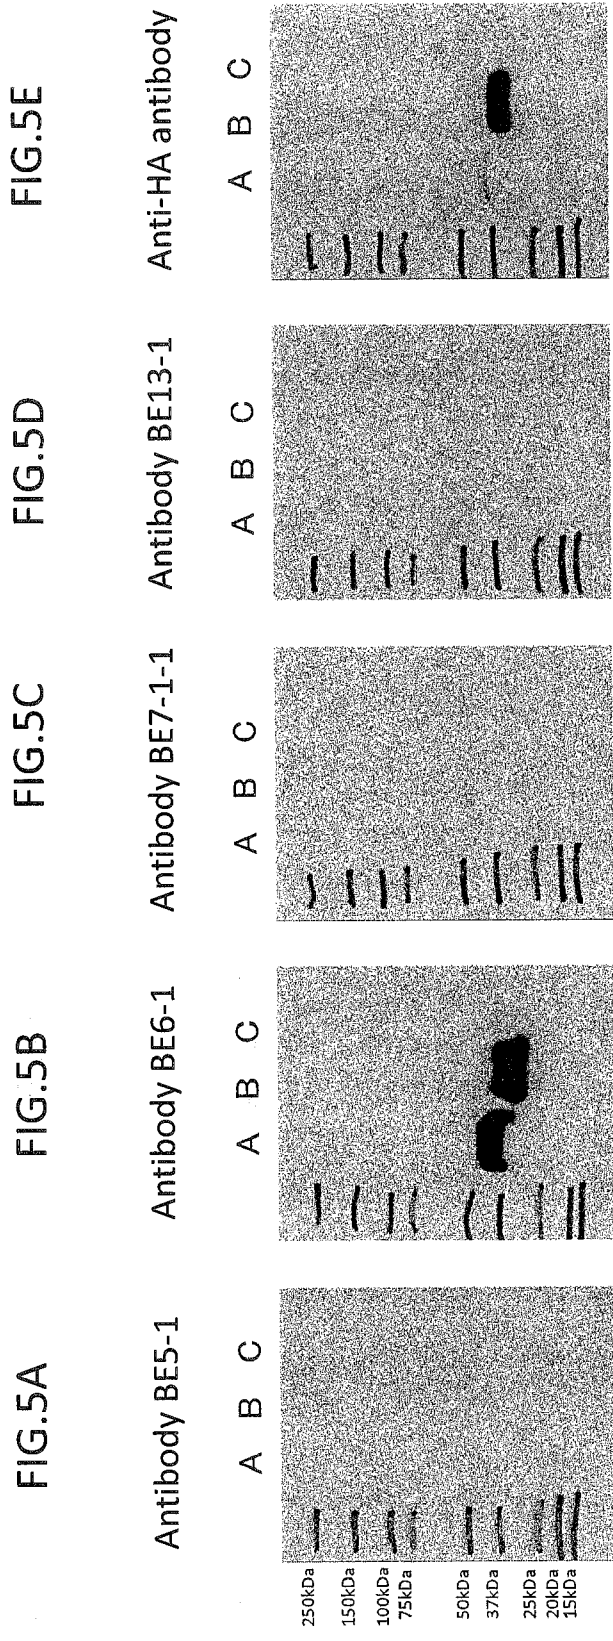 FIG.5A
Antibody BE5-1
A B C
250kDa
150kDa
100kDa
75kDa
50kDa
37kDa
25kDa
20kDa
15kDa
FIG.5B
Antibody BE6-1
A B C
FIG.5C
Antibody BE7-1-1
A B C
FIG.5D
Antibody BE13-1
A B C
FIG.5E
Anti-HA antibody
A B C